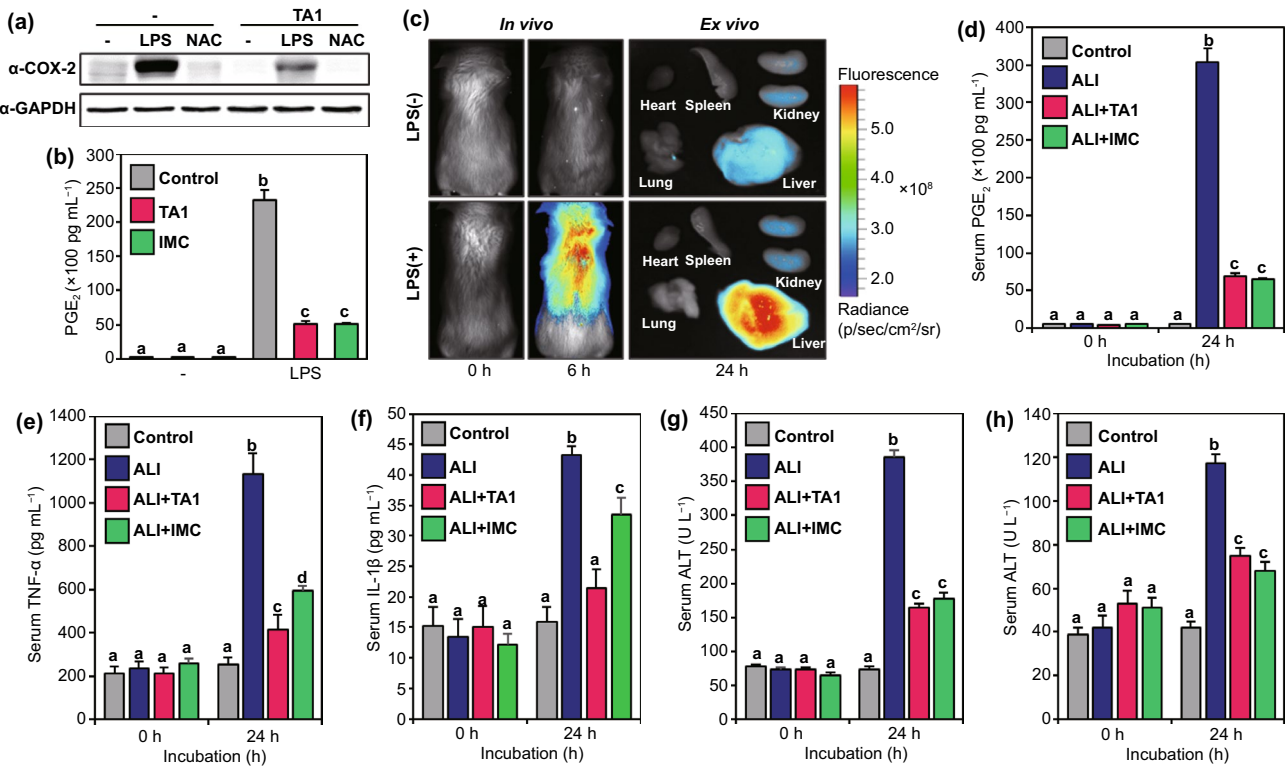 (a)
- TA1
- LPS NAC - LPS NAC
α-COX-2
α-GAPDH
(b)
PGE2 (×100 pg mL−1)
300
250
200
150
100
50
0
Control
TA1
IMC
a a a b c c
- LPS
(c)
In vivo Ex vivo
LPS(-)
Heart Spleen
Kidney
Lung
Liver
LPS(+)
Heart Spleen
Kidney
Lung
Liver
0 h 6 h 24 h
Fluorescence
5.0
4.0
×10⁸
3.0
2.0
Radiance
(p/sec/cm²/sr)
(d)
Serum PGE2 (×100 pg mL−1)
400
350
300
250
200
150
100
50
0
Control
ALI
ALI+TA1
ALI+IMC
a a a a a b c c
0 h 24 h
Incubation (h)
(e)
Serum TNF-α (pg mL−1)
1400
1200
1000
800
600
400
200
0
Control
ALI
ALI+TA1
ALI+IMC
a a a a a b c d
0 h 24 h
Incubation (h)
(f)
Serum IL-1β (pg mL−1)
50
45
40
35
30
25
20
15
10
5
0
Control
ALI
ALI+TA1
ALI+IMC
a a a a a b a c
0 h 24 h
Incubation (h)
(g)
Serum ALT (U L−1)
450
400
350
300
250
200
150
100
50
0
Control
ALI
ALI+TA1
ALI+IMC
a a a a a b c c
0 h 24 h
Incubation (h)
(h)
Serum ALT (U L−1)
140
120
100
80
60
40
20
0
Control
ALI
ALI+TA1
ALI+IMC
a a a a a b c c
0 h 24 h
Incubation (h)